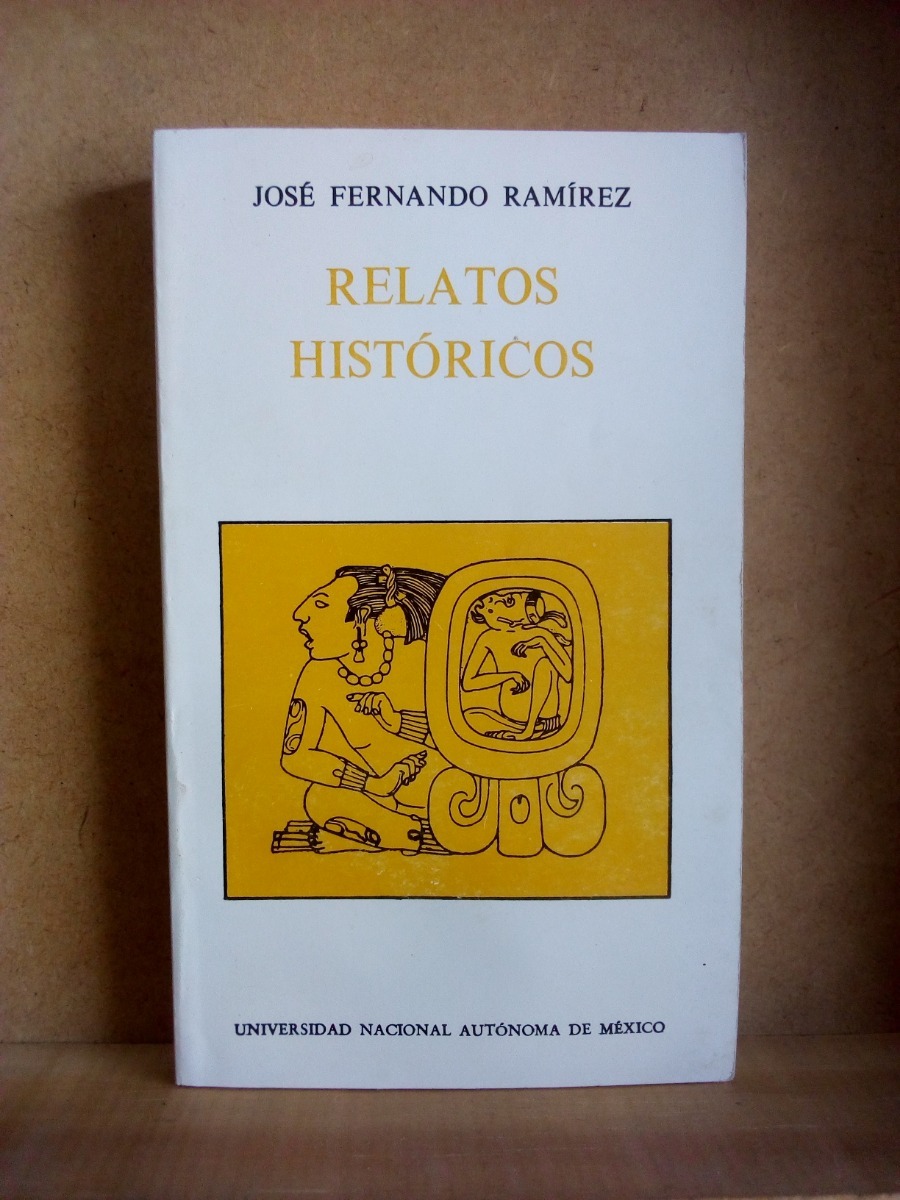 JOSÉ FERNANDO RAMÍREZ
RELATOS
HISTÓRICOS
UNIVERSIDAD NACIONAL AUTÓNOMA DE MÉXICO